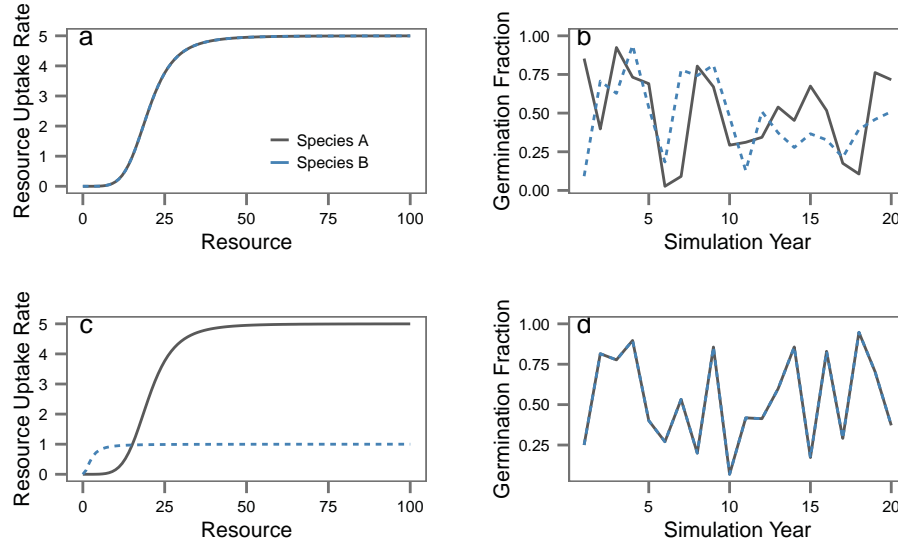 a
Resource Uptake Rate
5
4
3
2
1
0
Species A
Species B
0 25 50 75 100
Resource
b
Germination Fraction
1.00
0.75
0.50
0.25
0.00
5 10 15 20
Simulation Year
c
Resource Uptake Rate
5
4
3
2
1
0
0 25 50 75 100
Resource
d
Germination Fraction
1.00
0.75
0.50
0.25
5 10 15 20
Simulation Year